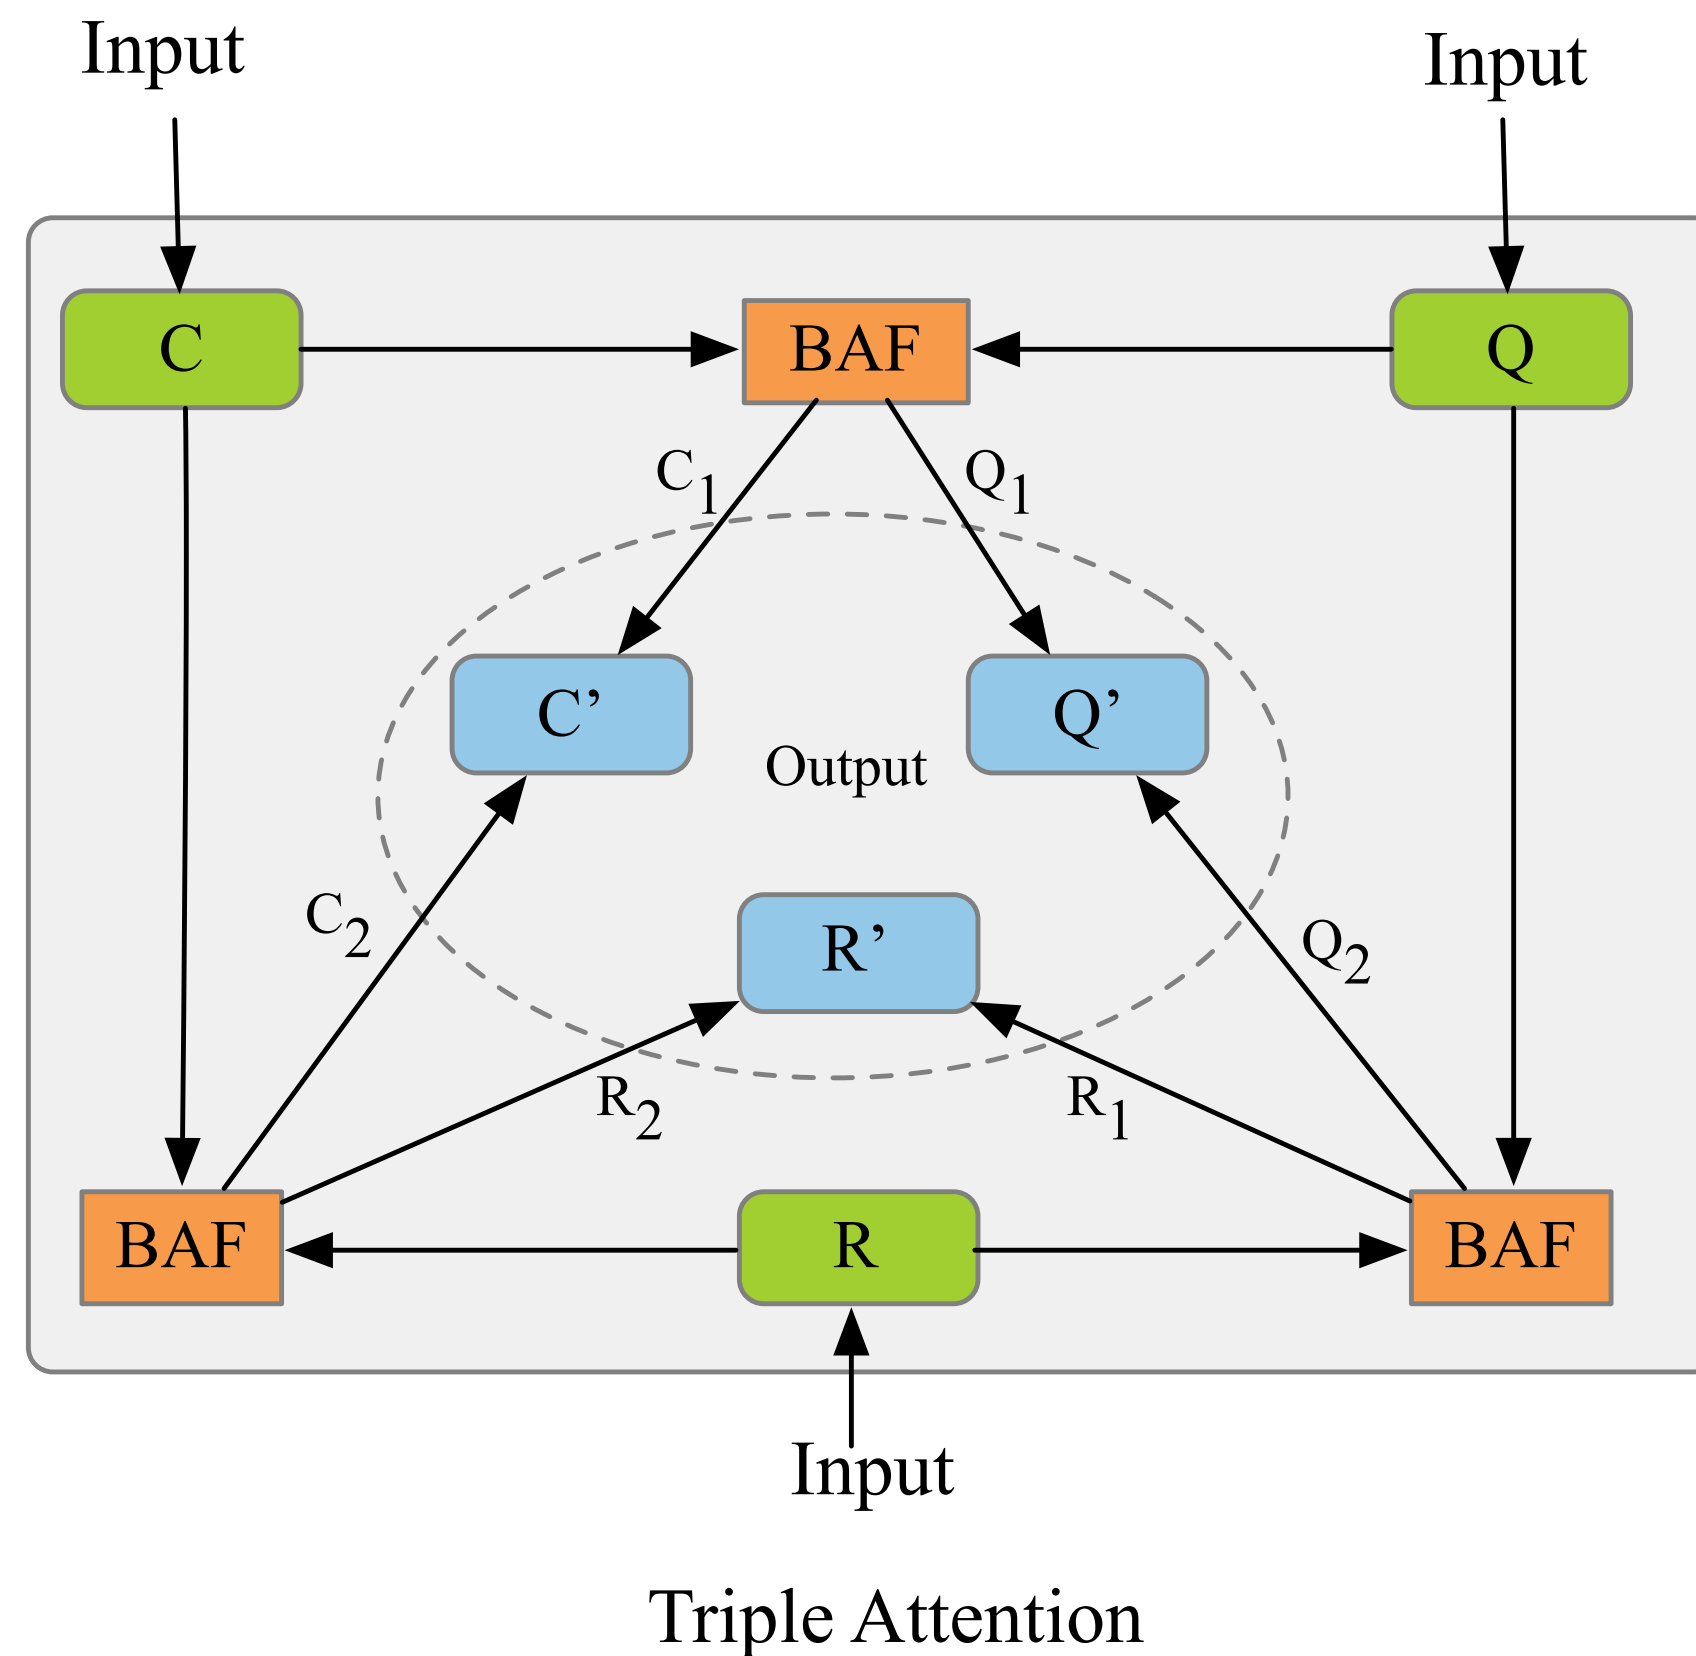 Input
Input
C
BAF
Q
C1
Q1
C’
Q’
Output
C2
R’
Q2
R2
R1
BAF
R
BAF
Input
Triple Attention